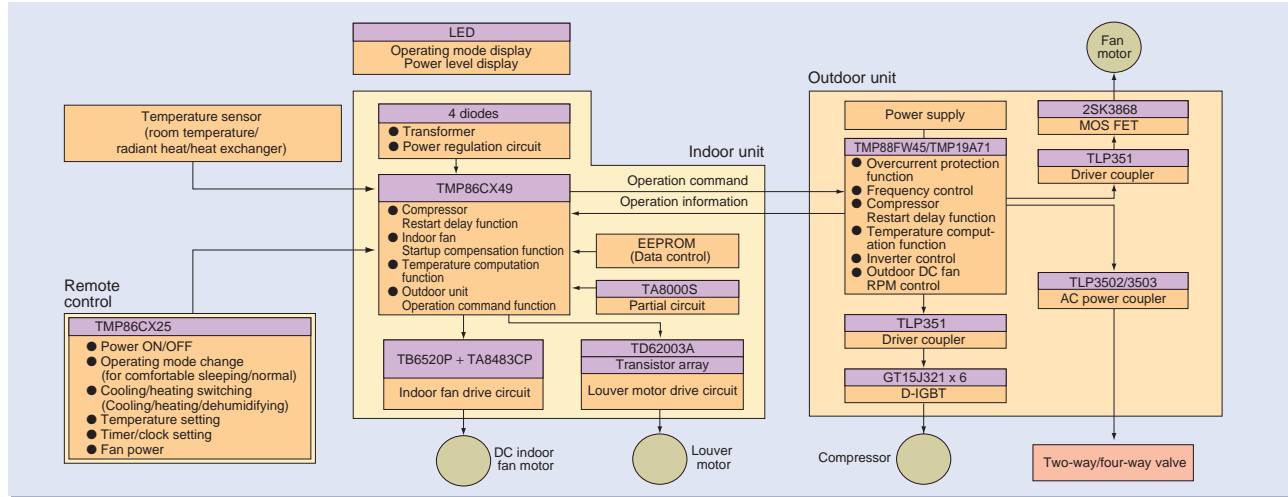 LED
Operating mode display
Power level display
Fan
motor
Outdoor unit
Temperature sensor
(room temperature/
radiant heat/heat exchanger)
4 diodes
● Transformer
● Power regulation circuit
Indoor unit
TMP86CX49
● Compressor
Restart delay function
● Indoor fan
Startup compensation function
● Temperature computation
function
● Outdoor unit
Operation command function
Operation command
Operation information
EEPROM
(Data control)
TA8000S
Partial circuit
Power supply
TMP88FW45/TMP19A71
● Overcurrent protection
function
● Frequency control
● Compressor
Restart delay function
● Temperature comput-
ation function
● Inverter control
● Outdoor DC fan
RPM control
2SK3868
MOS FET
TLP351
Driver coupler
TLP3502/3503
AC power coupler
Remote
control
TMP86CX25
● Power ON/OFF
● Operating mode change
(for comfortable sleeping/normal)
● Cooling/heating switching
(Cooling/heating/dehumidifying)
● Temperature setting
● Timer/clock setting
● Fan power
TB6520P + TA8483CP
Indoor fan drive circuit
TD62003A
Transistor array
Louver motor drive circuit
TLP351
Driver coupler
GT15J321 x 6
D-IGBT
DC indoor
fan motor
Louver
motor
Compressor
Two-way/four-way valve